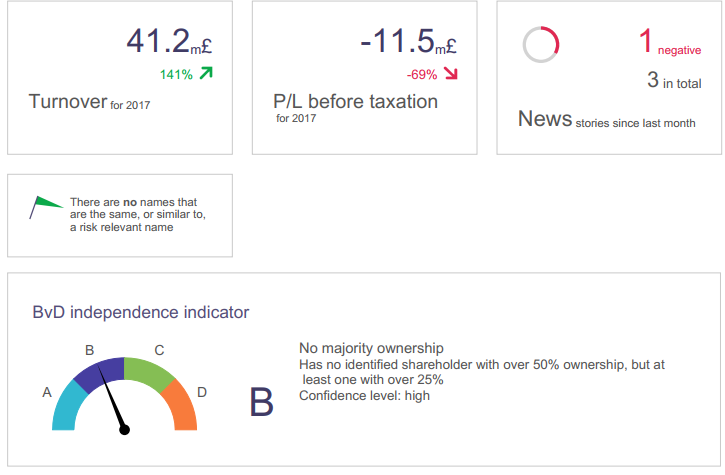 41.2m£
141%
Turnover for 2017
-11.5m£
-69%
P/L before taxation
for 2017
1 negative
3 in total
News stories since last month
There are no names that
are the same, or similar to,
a risk relevant name
BvD independence indicator
A
B
C
D
B
No majority ownership
Has no identified shareholder with over 50% ownership, but at
least one with over 25%
Confidence level: high